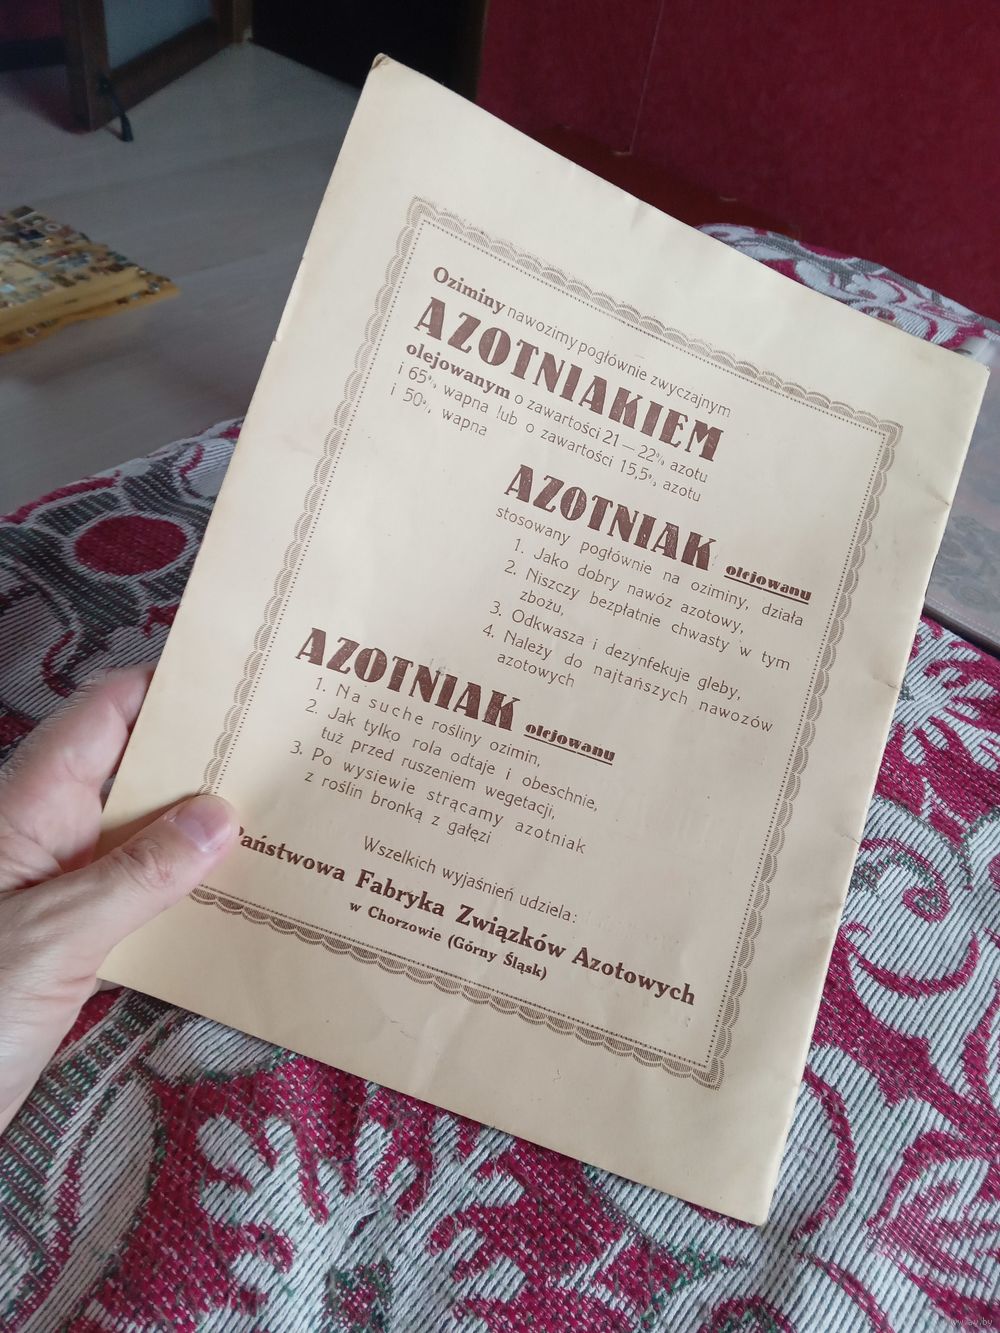 Oziminy nawozimy pogłównie zwyczajnym
AZOTNIAKIEM
olejowanym o zawartości 21—22% azotu
i 65% wapna lub o zawartości 15,5% azotu
i 50% wapna
AZOTNIAK olejowany
stosowany pogłównie na oziminy, działa
1. Jako dobry nawóz azotowy,
2. Niszczy bezpłatnie chwasty w tym
zbożu,
3. Odkwasza i dezynfekuje gleby,
4. Należy do najtańszych nawozów
azotowych
AZOTNIAK olejowany
1. Na suche rośliny ozimin,
2. Jak tylko rola odtaje i obeschnie,
tuż przed ruszeniem wegetacji,
3. Po wysiewie strącamy azotniak
z roślin bronką z gałęzi
Wszelkich wyjaśnień udziela:
Państwowa Fabryka Związków Azotowych
w Chorzowie (Górny Śląsk)